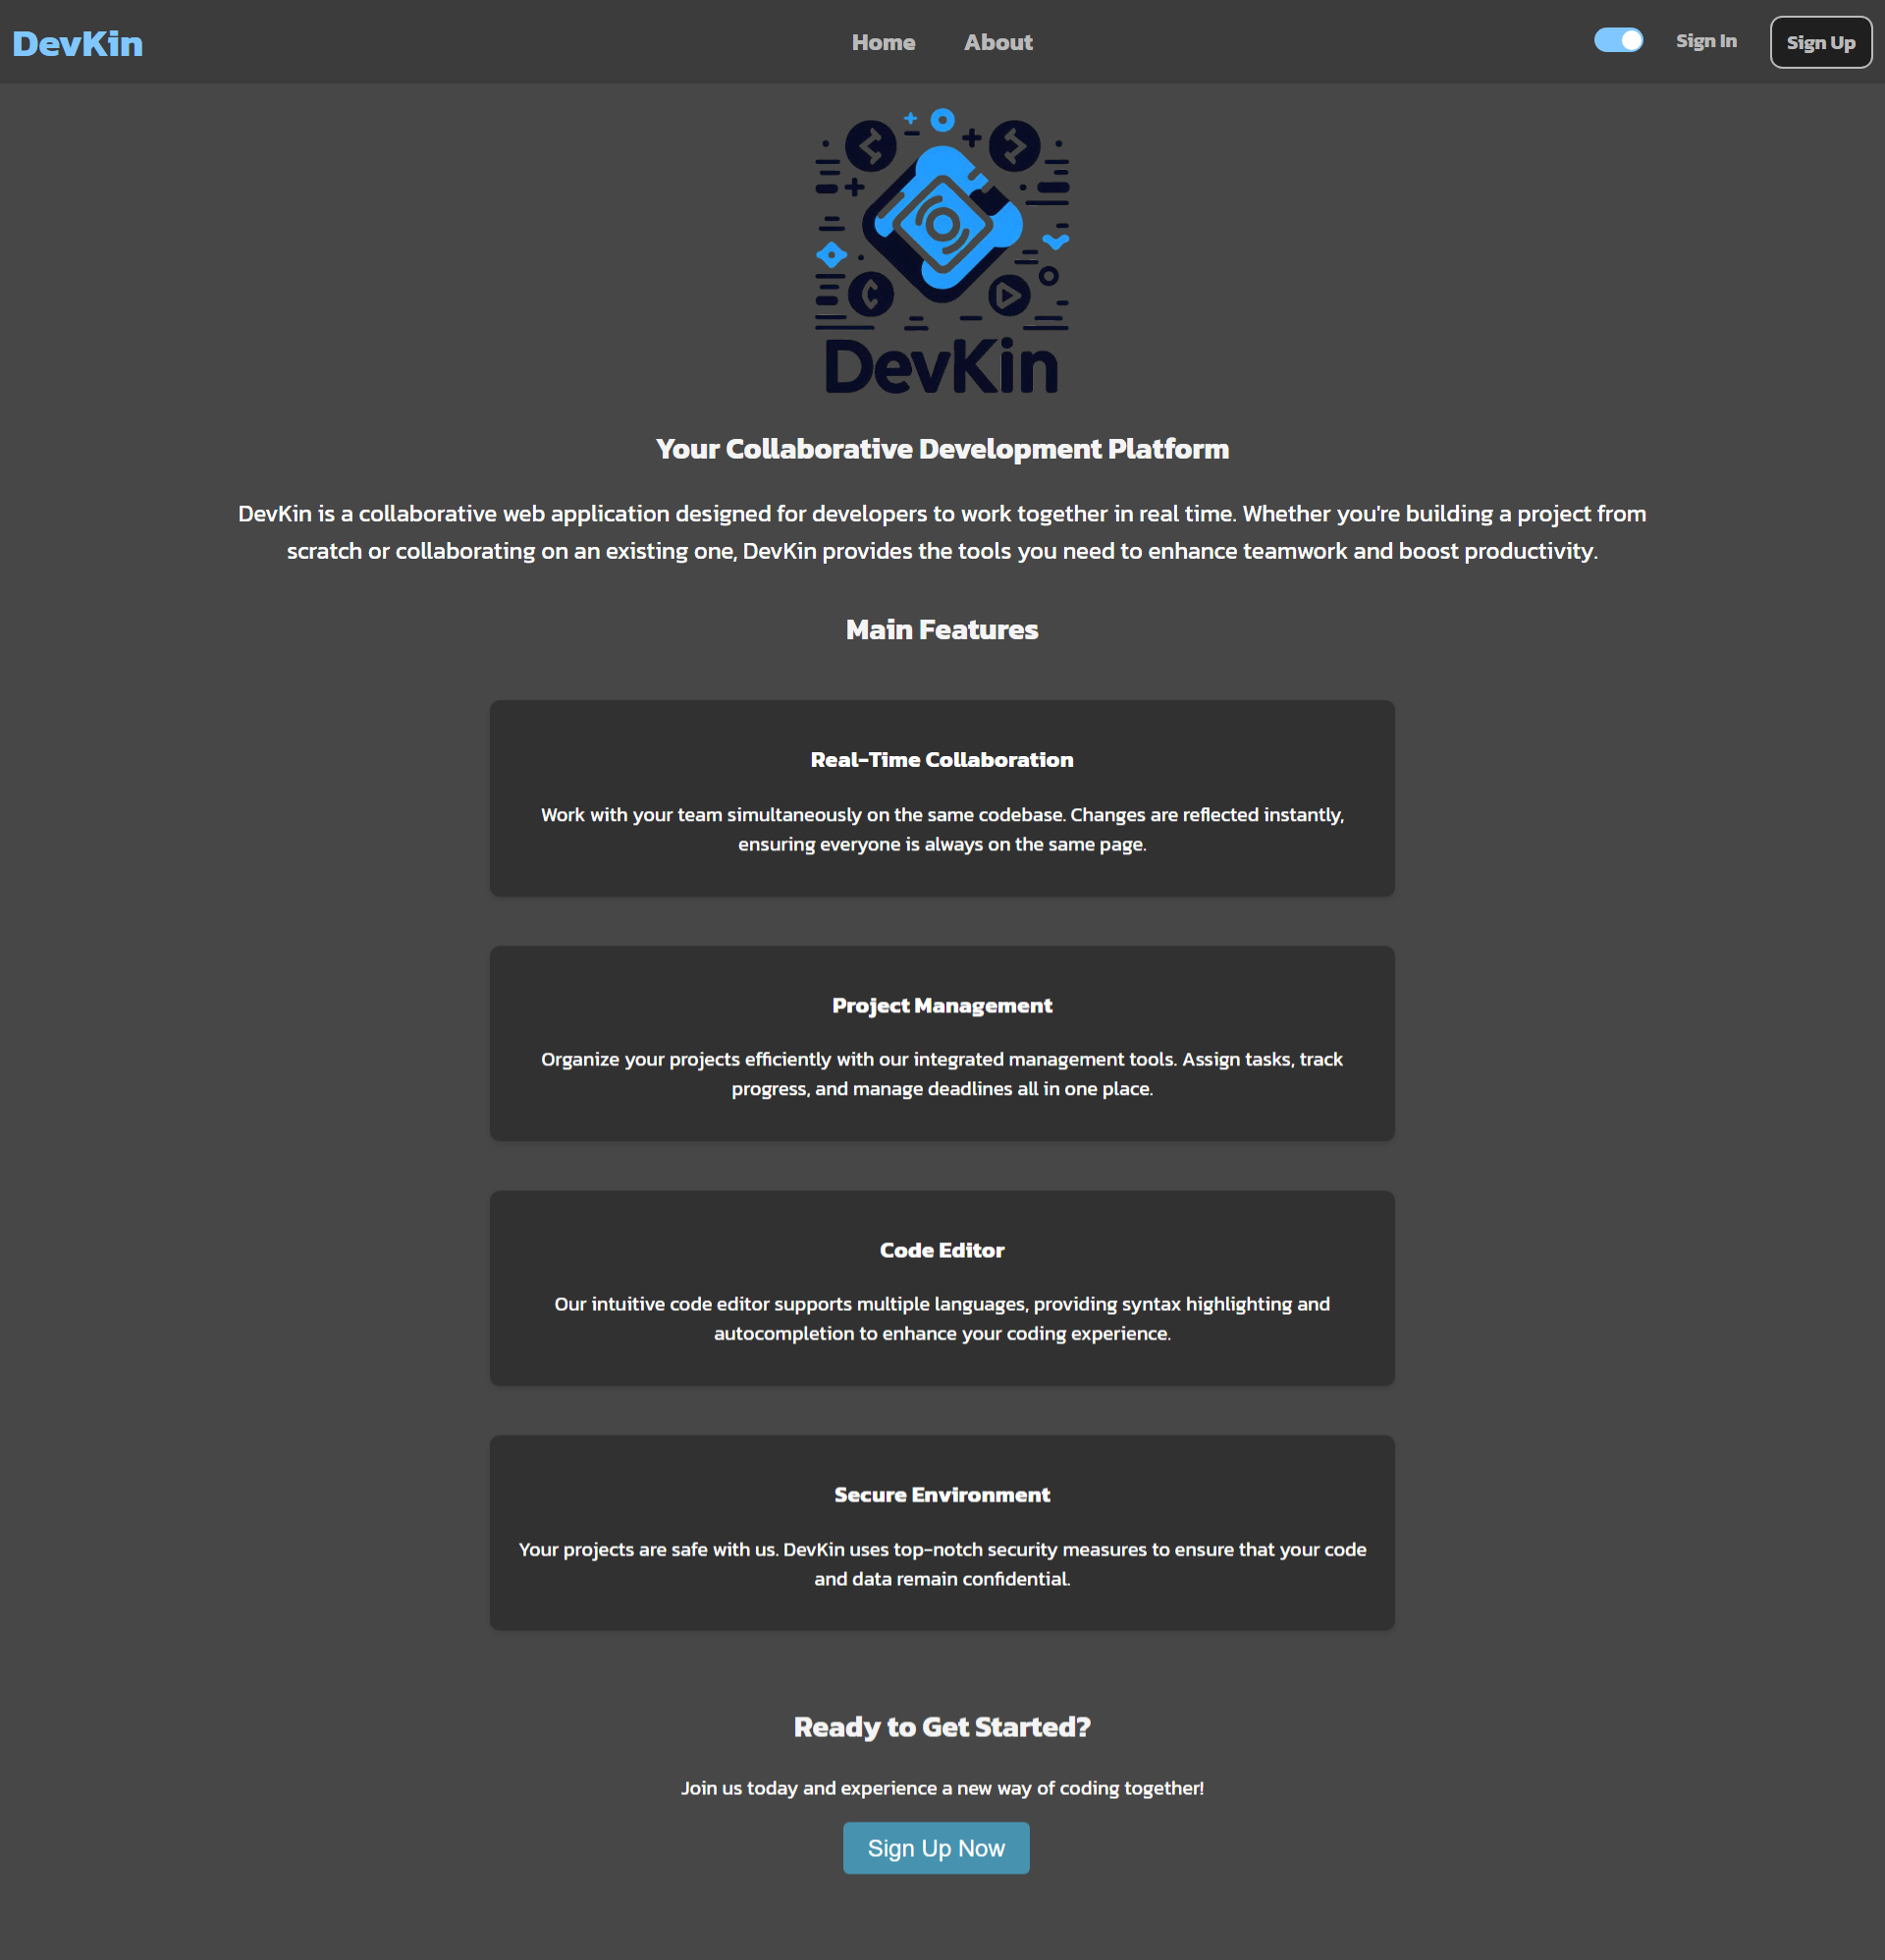 DevKin
Home
About
Sign In
Sign Up
DevKin
Your Collaborative Development Platform
DevKin is a collaborative web application designed for developers to work together in real time. Whether you're building a project from
scratch or collaborating on an existing one, DevKin provides the tools you need to enhance teamwork and boost productivity.
Main Features
Real-Time Collaboration
Work with your team simultaneously on the same codebase. Changes are reflected instantly,
ensuring everyone is always on the same page.
Project Management
Organize your projects efficiently with our integrated management tools. Assign tasks, track
progress, and manage deadlines all in one place.
Code Editor
Our intuitive code editor supports multiple languages, providing syntax highlighting and
autocompletion to enhance your coding experience.
Secure Environment
Your projects are safe with us. DevKin uses top-notch security measures to ensure that your code
and data remain confidential.
Ready to Get Started?
Join us today and experience a new way of coding together!
Sign Up Now